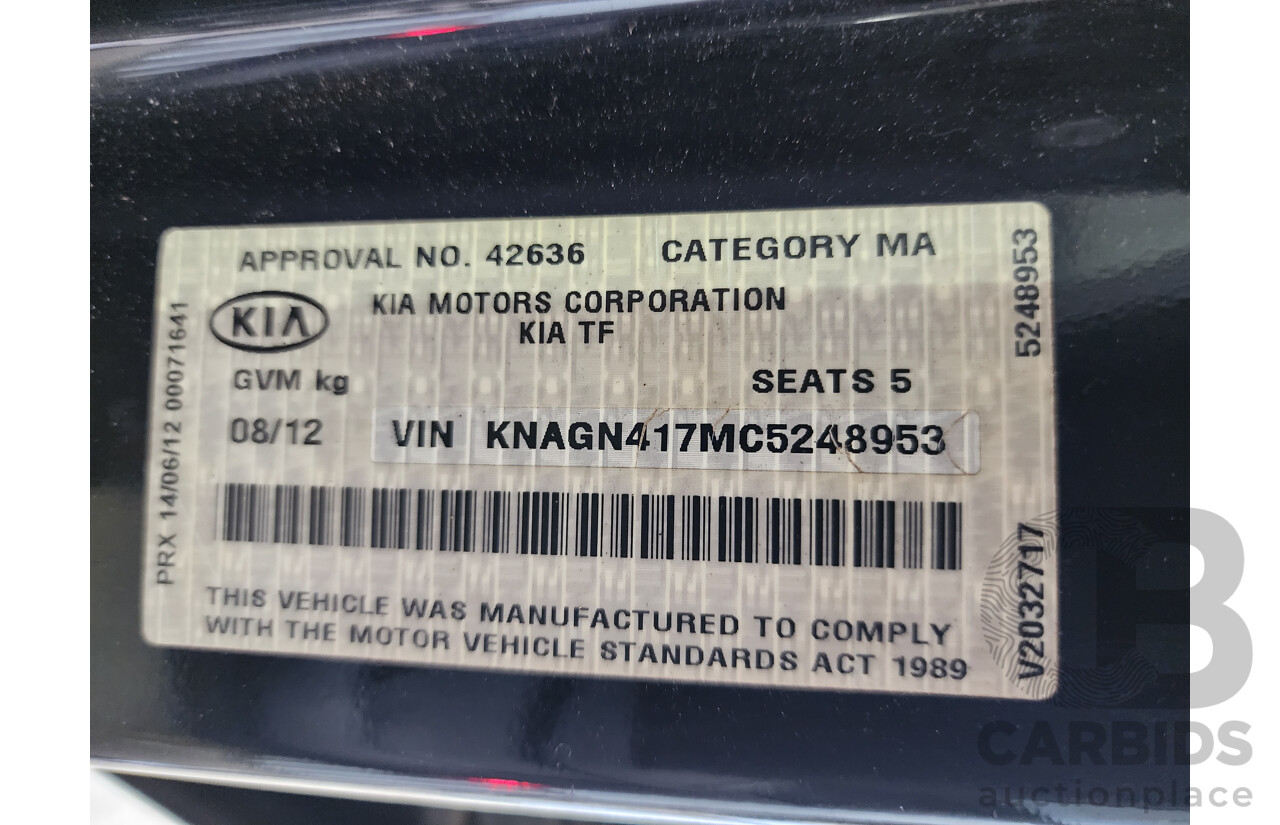 APPROVAL NO. 42636 CATEGORY MA
KIA
KIA MOTORS CORPORATION
KIA TF
GVM kg SEATS 5
08/12 VIN KNAGN417MC5248953
THIS VEHICLE WAS MANUFACTURED TO COMPLY
WITH THE MOTOR VEHICLE STANDARDS ACT 1989
PRX 14/06/12 00071641
5248953
V2032717
CB
CARBIDS
auctionplace